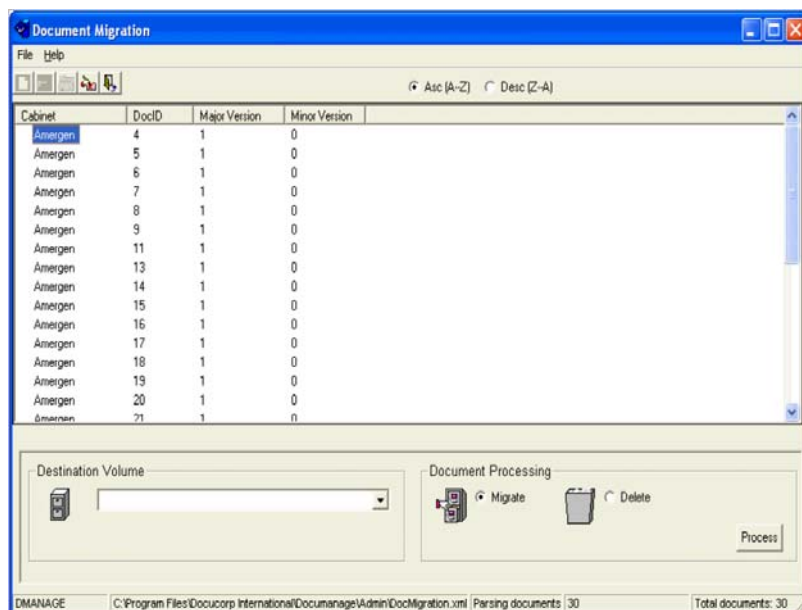 Document Migration
File Help
Asc (A-Z) Desc (Z-A)
Cabinet DocID Major Version Minor Version
Amergen 4 1 0
Amergen 5 1 0
Amergen 6 1 0
Amergen 7 1 0
Amergen 8 1 0
Amergen 9 1 0
Amergen 11 1 0
Amergen 13 1 0
Amergen 14 1 0
Amergen 15 1 0
Amergen 16 1 0
Amergen 17 1 0
Amergen 18 1 0
Amergen 19 1 0
Amergen 20 1 0
Amergen 21 1 0
Destination Volume Document Processing
Migrate Delete
Process
DMANAGE C:\Program Files\Docucorp International\Documanage\Admin\DocMigration.xml Parsing documents 30 Total documents: 30